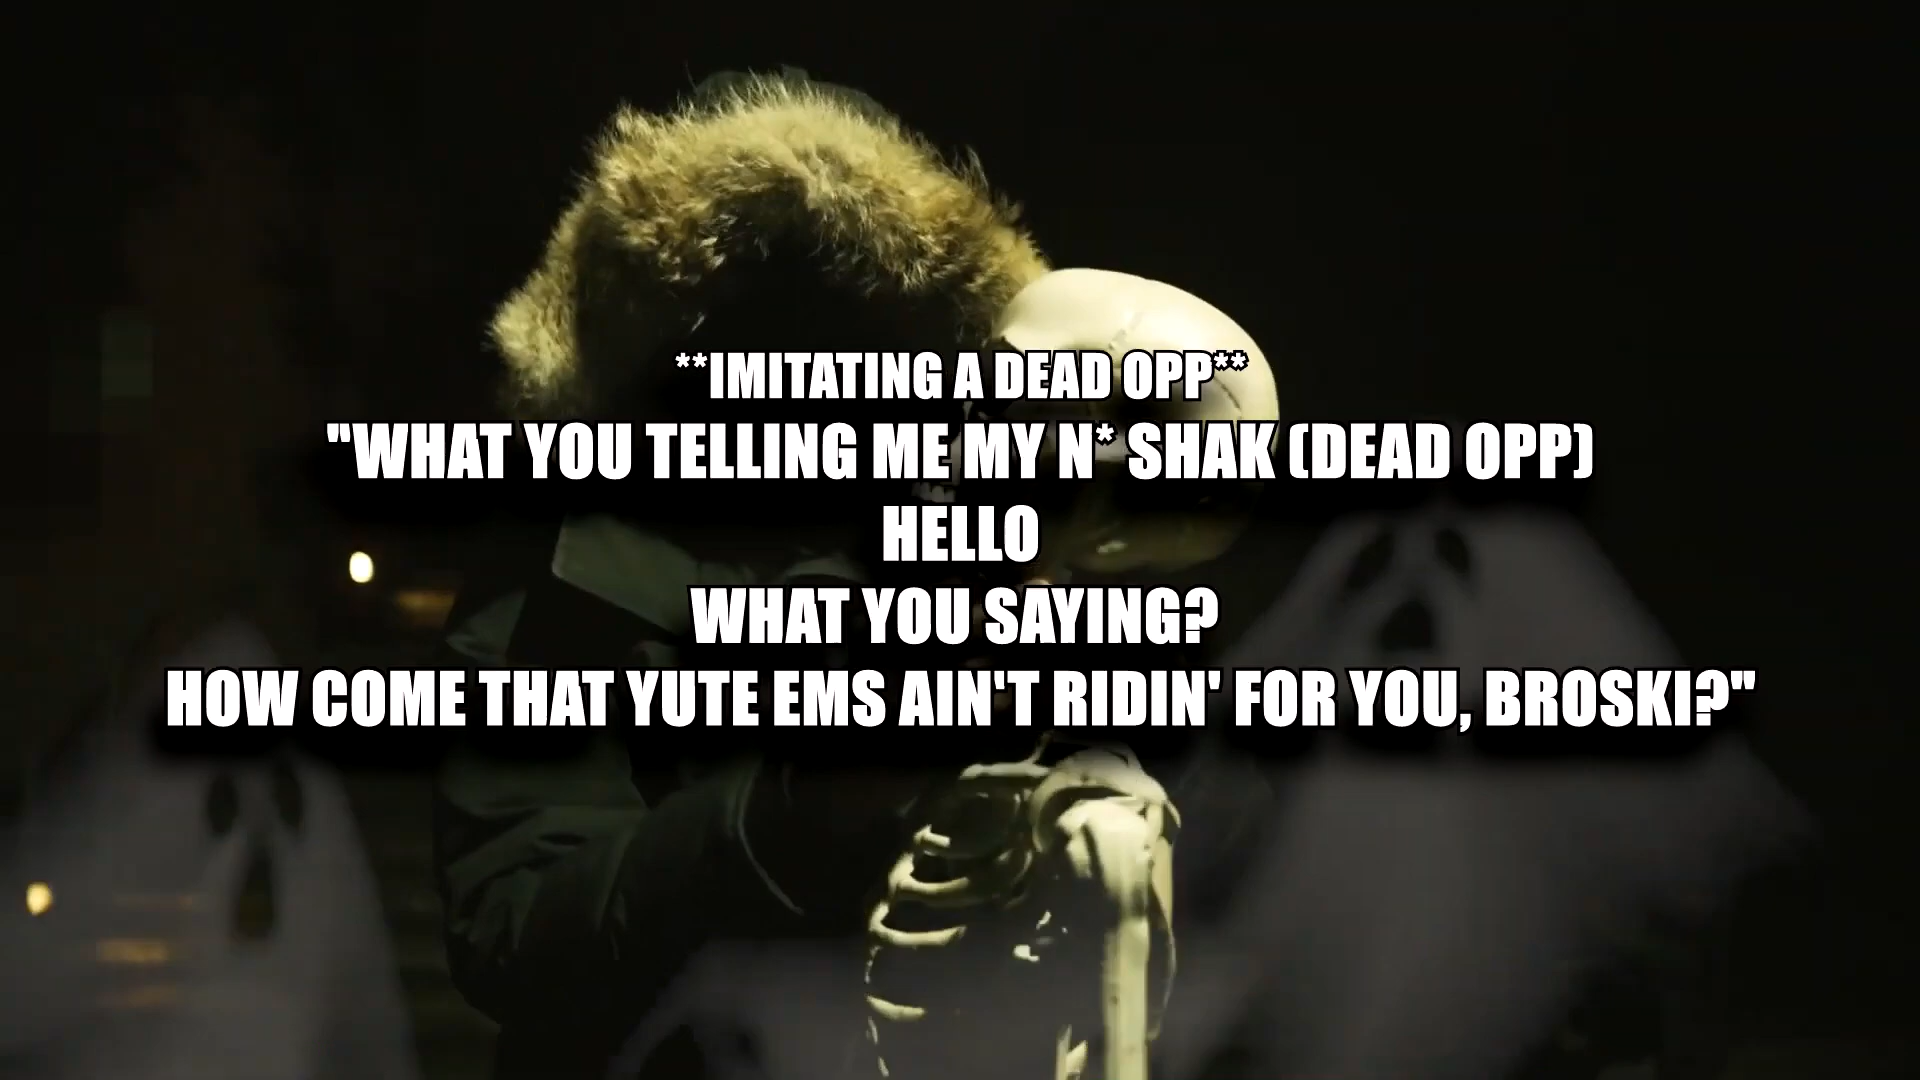 **IMITATING A DEAD OPP**
"WHAT YOU TELLING ME MY N* SHAK (DEAD OPP)
HELLO
WHAT YOU SAYING?
HOW COME THAT YUTE EMS AIN'T RIDIN' FOR YOU, BROSKI?"